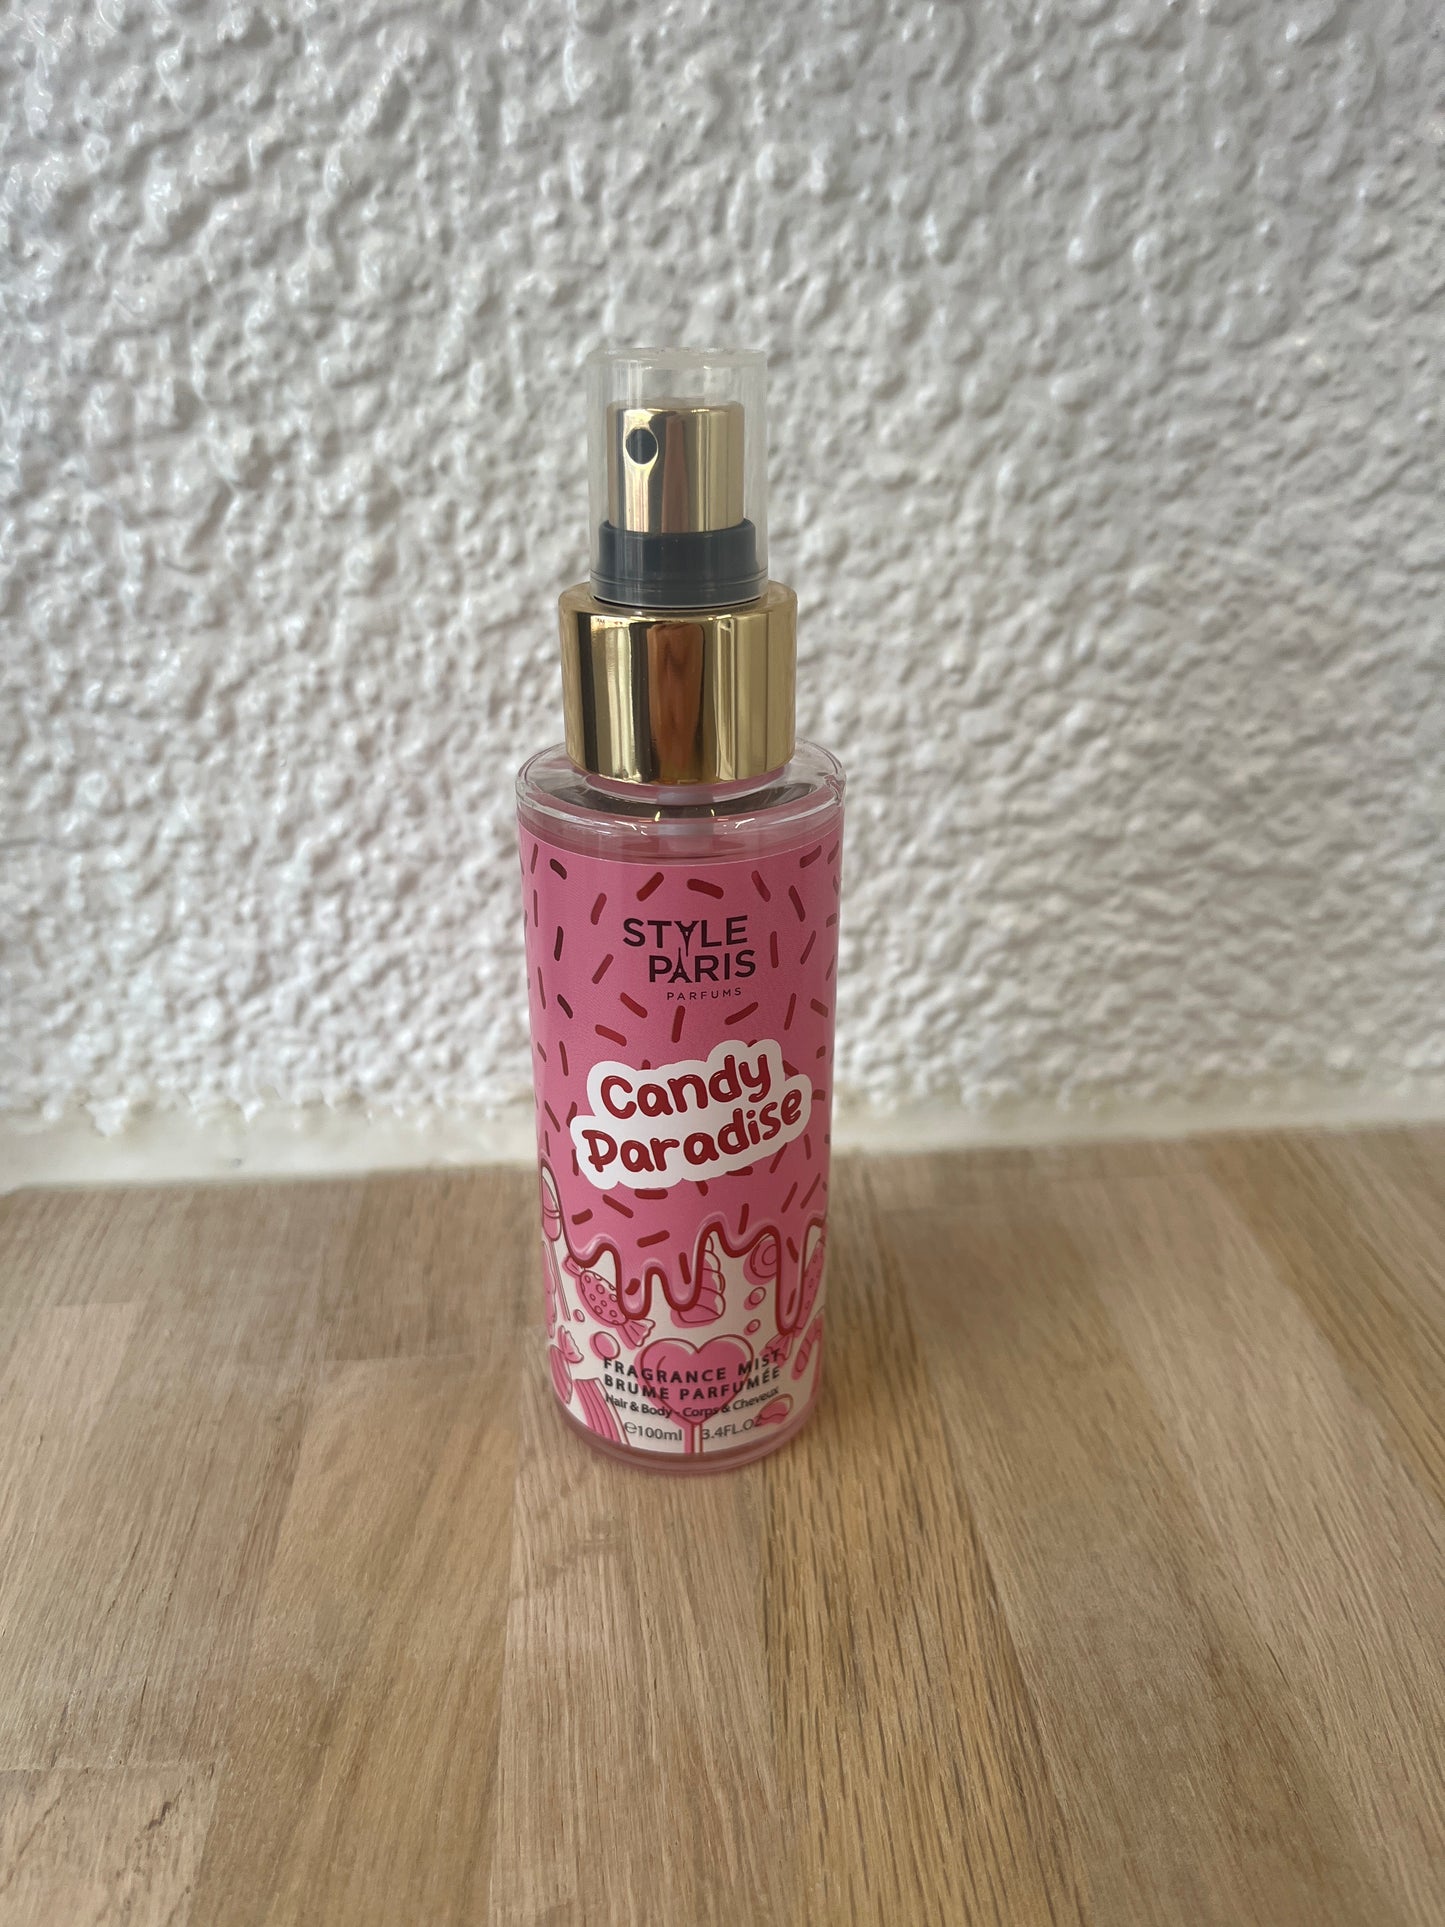 STYLE
PARIS
PARFUMS
Candy
Paradise
FRAGRANCE MIST
BRUME PARFUMÉE
Hair & Body - Corps & Cheveux
℮100ml 3.4FL.OZ